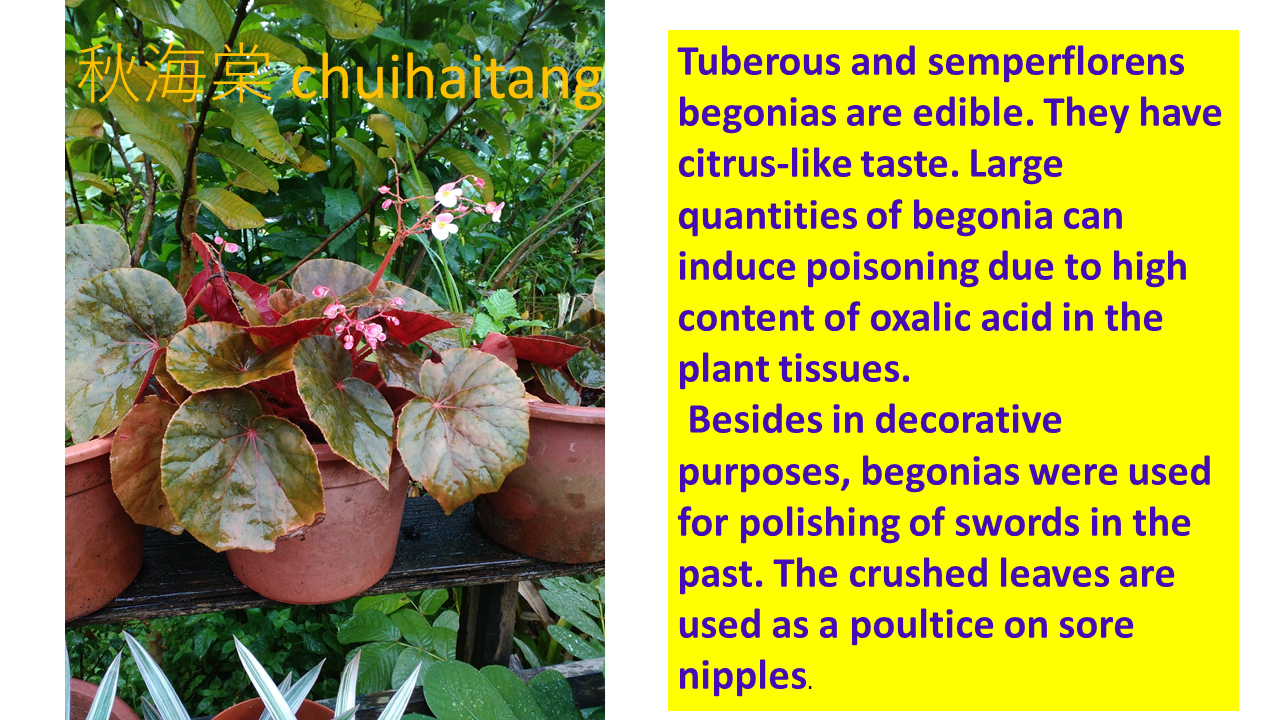 秋海棠 chuihaitang
Tuberous and semperflorens
begonias are edible. They have
citrus-like taste. Large
quantities of begonia can
induce poisoning due to high
content of oxalic acid in the
plant tissues.
Besides in decorative
purposes, begonias were used
for polishing of swords in the
past. The crushed leaves are
used as a poultice on sore
nipples.